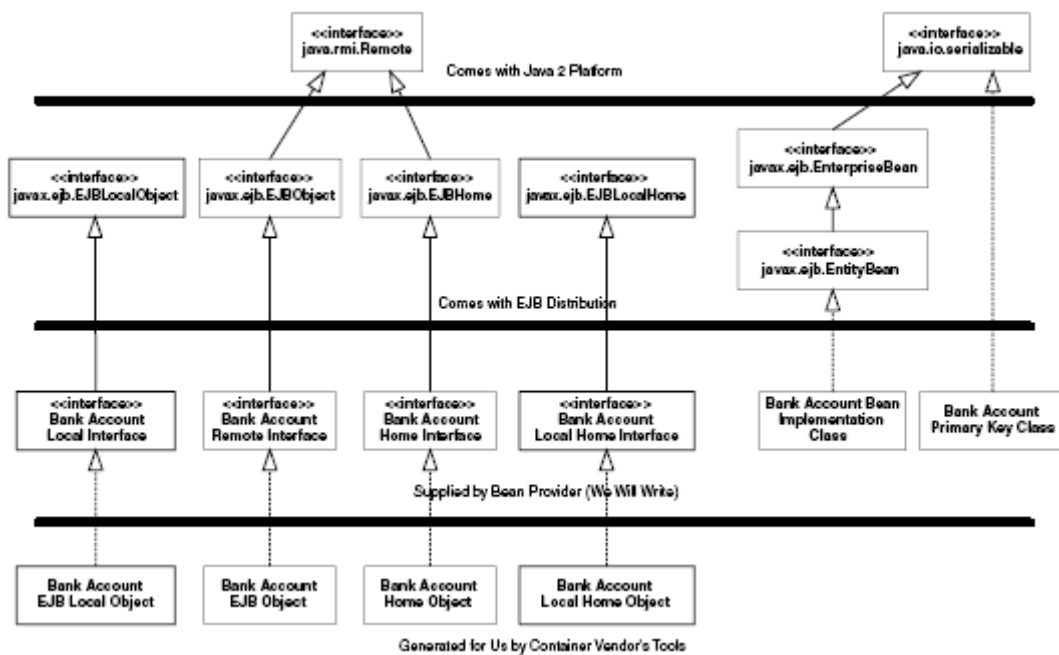 <<interface>>
java.rmi.Remote
<<interface>>
java.io.serializable
Comes with Java 2 Platform
<<interface>>
javax.ejb.EJBLocalObject
<<interface>>
javax.ejb.EJBObject
<<interface>>
javax.ejb.EJBHome
<<interface>>
javax.ejb.EJBLocalHome
<<interface>>
javax.ejb.EnterpriseBean
<<interface>>
javax.ejb.EntityBean
Comes with EJB Distribution
<<interface>>
Bank Account
Local Interface
<<interface>>
Bank Account
Remote Interface
<<interface>>
Bank Account
Home Interface
<<interface>>
Bank Account
Local Home Interface
Bank Account Bean
Implementation
Class
Bank Account
Primary Key Class
Supplied by Bean Provider (We Will Write)
Bank Account
EJB Local Object
Bank Account
EJB Object
Bank Account
Home Object
Bank Account
Local Home Object
Generated for Us by Container Vendor's Tools